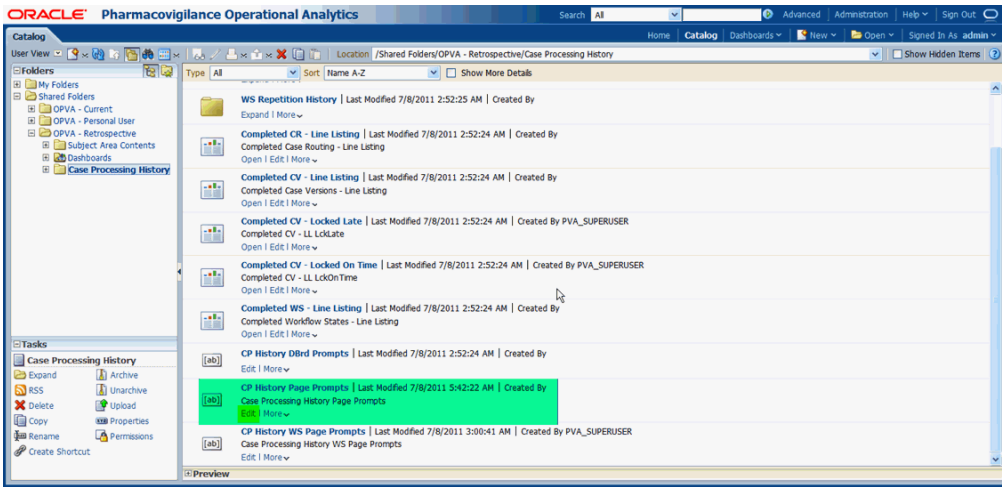 ORACLE Pharmacovigilance Operational Analytics Search All Advanced Administration Help Sign Out
Catalog Home Catalog Dashboards New Open Signed In As admin
User View Location /Shared Folders/OPVA - Retrospective/Case Processing History Show Hidden Items
Folders
My Folders
Shared Folders
OPVA - Current
OPVA - Personal User
OPVA - Retrospective
Subject Area Contents
Dashboards
Case Processing History
Tasks
Case Processing History
Expand Archive
RSS Unarchive
Delete Upload
Copy Properties
Rename Permissions
Create Shortcut
Type All Sort Name A-Z Show More Details
WS Repetition History | Last Modified 7/8/2011 2:52:25 AM | Created By
Expand | More
Completed CR - Line Listing | Last Modified 7/8/2011 2:52:24 AM | Created By
Completed Case Routing - Line Listing
Open | Edit | More
Completed CV - Line Listing | Last Modified 7/8/2011 2:52:24 AM | Created By
Completed Case Versions - Line Listing
Open | Edit | More
Completed CV - Locked Late | Last Modified 7/8/2011 2:52:24 AM | Created By PVA_SUPERUSER
Completed CV - LL LckLate
Open | Edit | More
Completed CV - Locked On Time | Last Modified 7/8/2011 2:52:24 AM | Created By PVA_SUPERUSER
Completed CV - LL LckOnTime
Open | Edit | More
Completed WS - Line Listing | Last Modified 7/8/2011 2:52:24 AM | Created By
Completed Workflow States - Line Listing
Open | Edit | More
[ab] CP History DBrd Prompts | Last Modified 7/8/2011 2:52:24 AM | Created By
Edit | More
[ab] CP History Page Prompts | Last Modified 7/8/2011 5:42:22 AM | Created By
Case Processing History Page Prompts
Edit | More
[ab] CP History WS Page Prompts | Last Modified 7/8/2011 3:00:41 AM | Created By PVA_SUPERUSER
Case Processing History WS Page Prompts
Edit | More
Preview